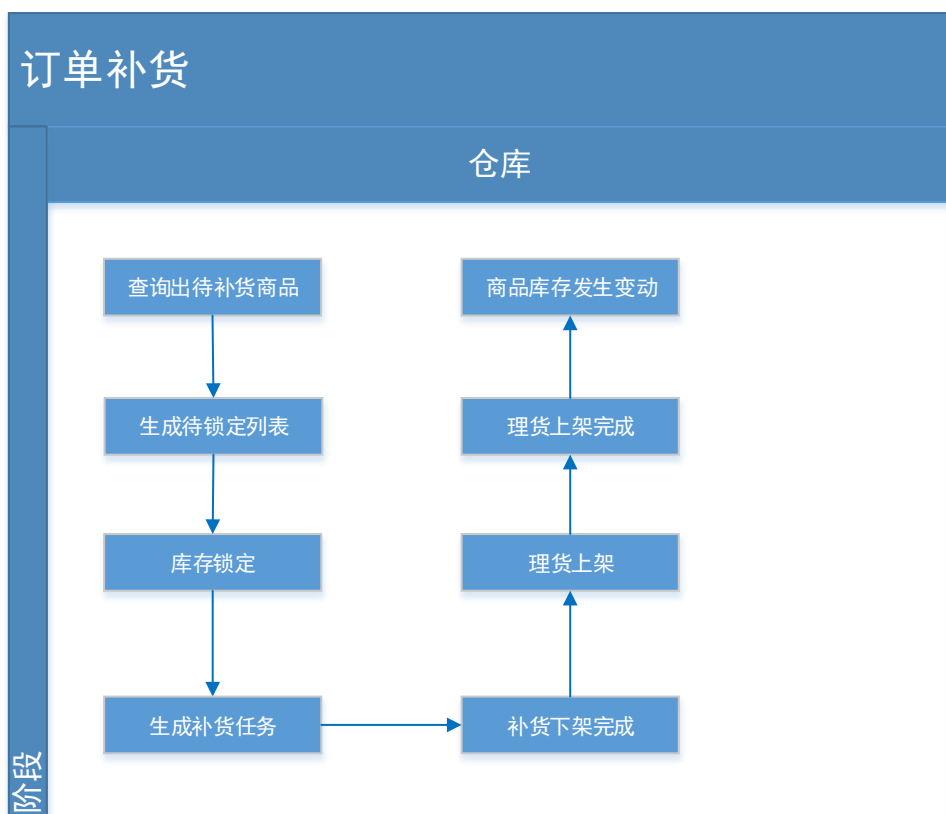 订单补货
仓库
查询出待补货商品
生成待锁定列表
库存锁定
生成补货任务
补货下架完成
理货上架
理货上架完成
商品库存发生变动
阶段